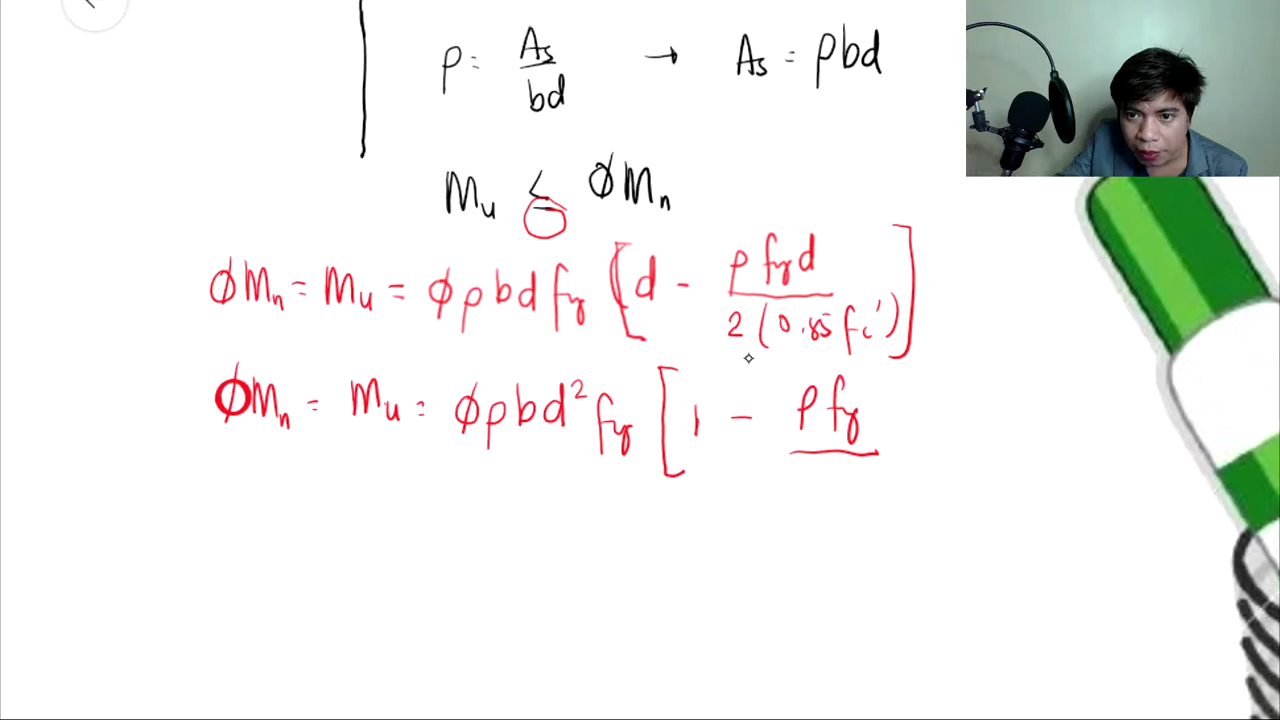 ρ = As/bd → As = ρbd
Mu ≤ ϕMn
ϕMn = Mu = ϕρbdfy [d - ρfyd/2(0.85fc')]
ϕMn = Mu = ϕρbd²fy [1 - ρfy